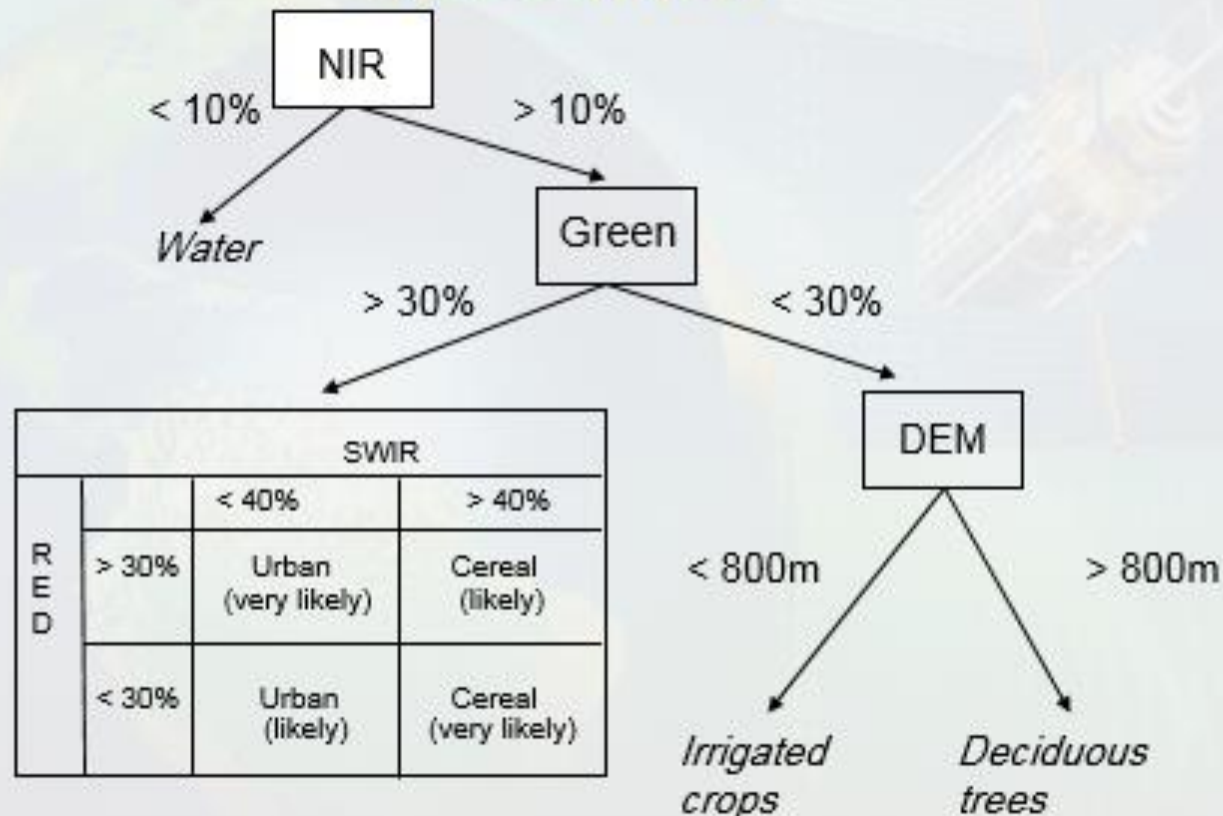 NIR
< 10%
> 10%
Water
Green
> 30%
< 30%
SWIR
< 40%
> 40%
R
E
D
> 30%
Urban
(very likely)
Cereal
(likely)
< 30%
Urban
(likely)
Cereal
(very likely)
DEM
< 800m
> 800m
Irrigated
crops
Deciduous
trees